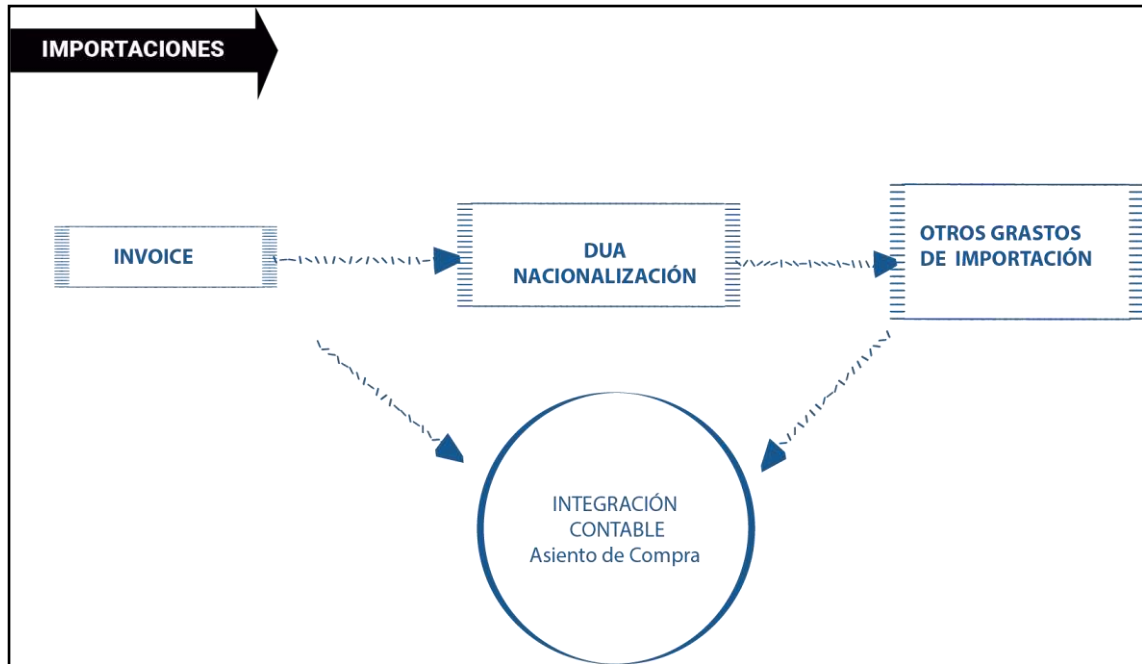 IMPORTACIONES
INVOICE
DUA
NACIONALIZACIÓN
OTROS GRASTOS
DE IMPORTACIÓN
INTEGRACIÓN
CONTABLE
Asiento de Compra